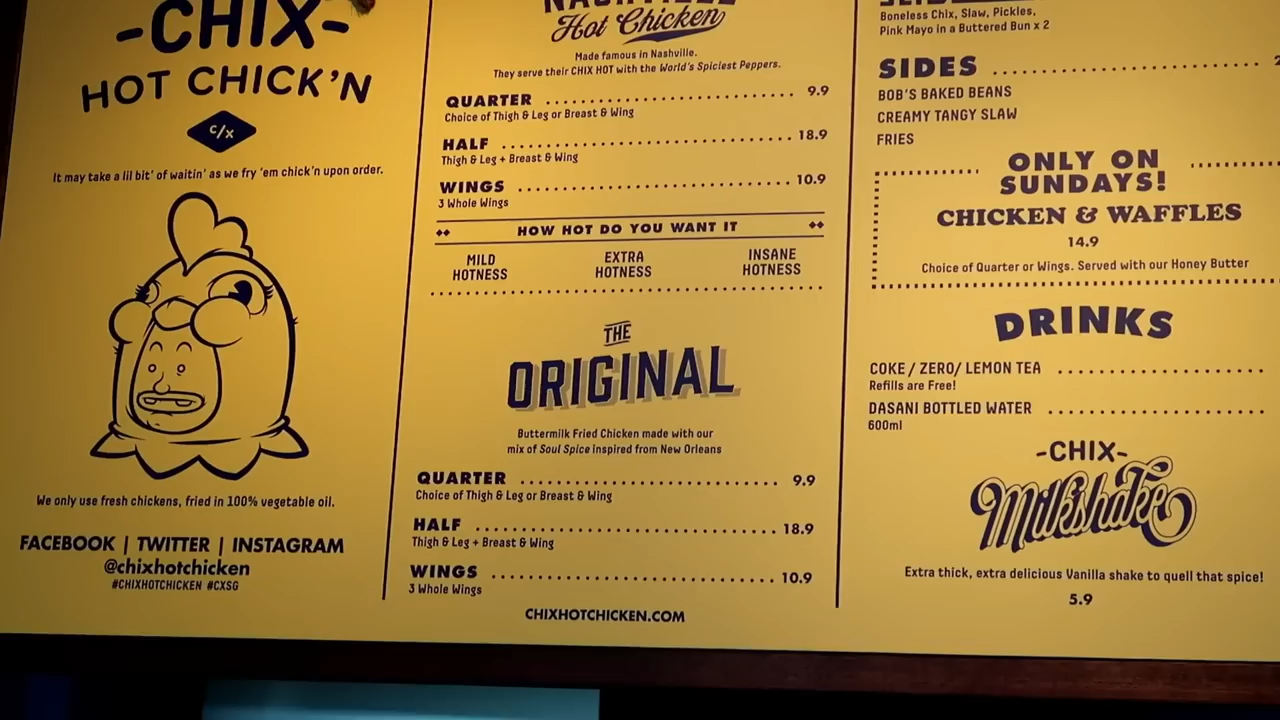 -CHIX-
HOT CHICK'N
C/X
It may take a lil bit' of waitin' as we fry 'em chick'n upon order.
We only use fresh chickens, fried in 100% vegetable oil.
FACEBOOK | TWITTER | INSTAGRAM
@chixhotchicken
#CHIXHOTCHICKEN #CXSG
NASHVILLE
Hot Chicken
Made famous in Nashville.
They serve their CHIX HOT with the World's Spiciest Peppers.
QUARTER ........ 9.9
Choice of Thigh & Leg or Breast & Wing
HALF ........ 18.9
Thigh & Leg + Breast & Wing
WINGS ........ 10.9
3 Whole Wings
HOW HOT DO YOU WANT IT
MILD HOTNESS
EXTRA HOTNESS
INSANE HOTNESS
THE
ORIGINAL
Buttermilk Fried Chicken made with our
mix of Soul Spice Inspired from New Orleans
QUARTER ........ 9.9
Choice of Thigh & Leg or Breast & Wing
HALF ........ 18.9
Thigh & Leg + Breast & Wing
WINGS ........ 10.9
3 Whole Wings
CHIXHOTCHICKEN.COM
Boneless Chix, Slaw, Pickles,
Pink Mayo in a Buttered Bun x 2
SIDES ........
BOB'S BAKED BEANS
CREAMY TANGY SLAW
FRIES
ONLY ON
SUNDAYS!
CHICKEN & WAFFLES
14.9
Choice of Quarter or Wings. Served with our Honey Butter
DRINKS
COKE / ZERO/ LEMON TEA ........
Refills are Free!
DASANI BOTTLED WATER ........
600ml
-CHIX-
Milkshake
Extra thick, extra delicious Vanilla shake to quell that spice!
5.9